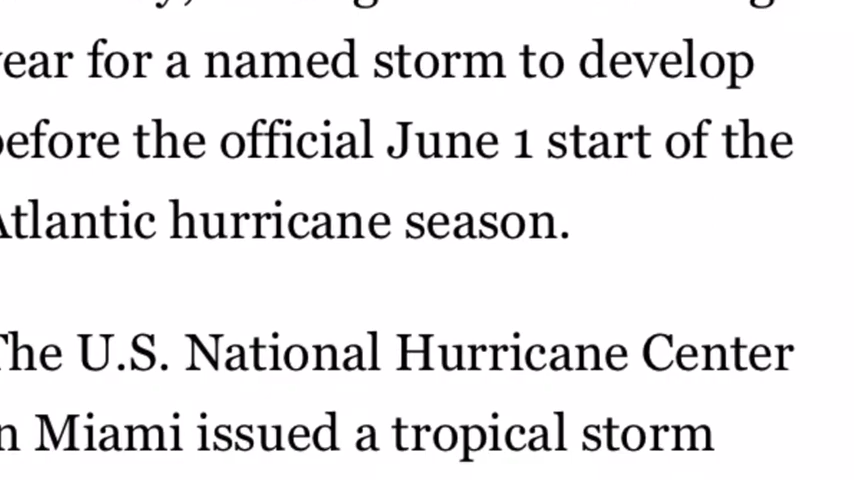 year for a named storm to develop
before the official June 1 start of the
Atlantic hurricane season.
The U.S. National Hurricane Center
in Miami issued a tropical storm